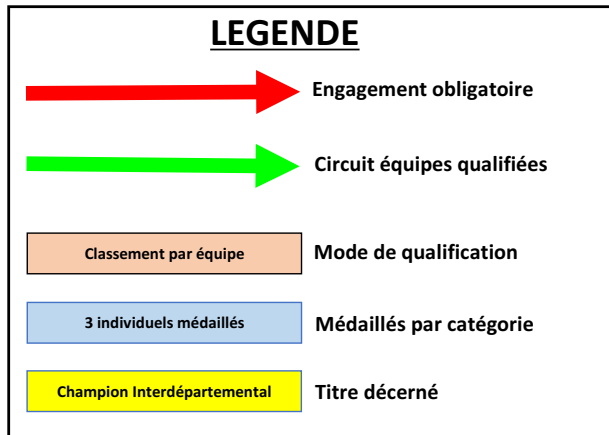 LEGENDE
Engagement obligatoire
Circuit équipes qualifiées
Classement par équipe Mode de qualification
3 individuels médaillés Médaillés par catégorie
Champion Interdépartemental Titre décerné